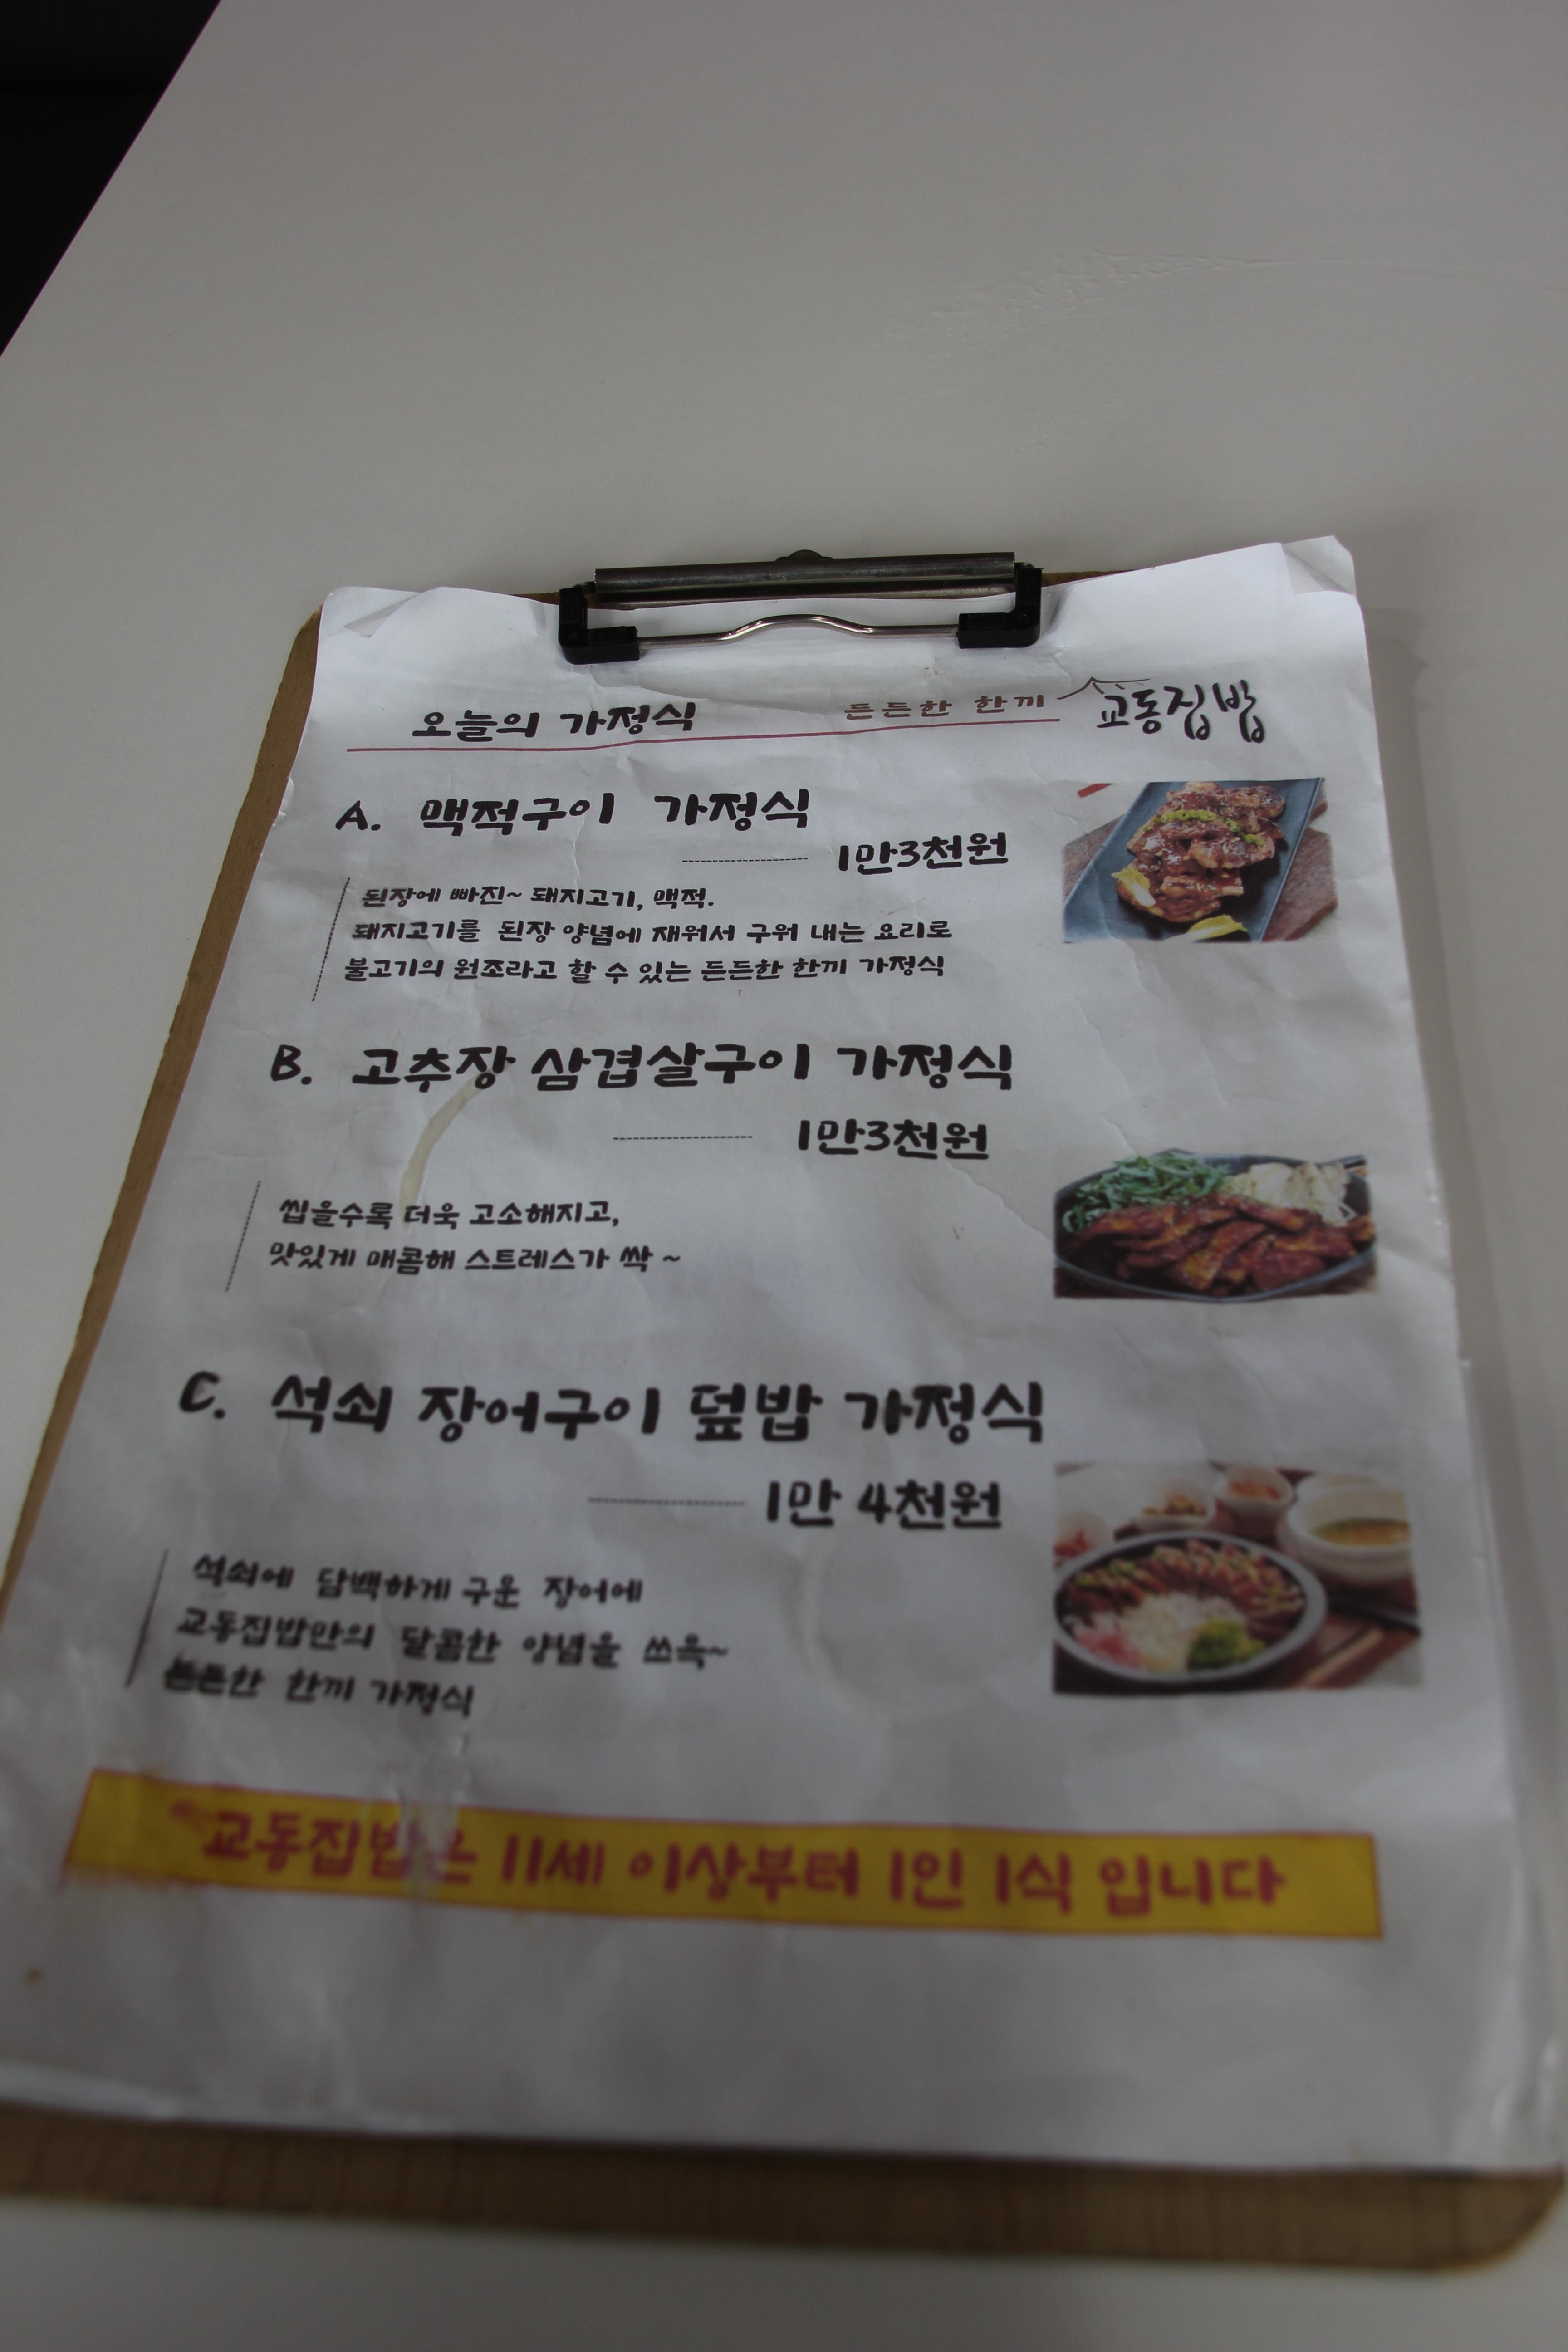 오늘의 가정식
든든한 한끼 교동집밥
A. 맥적구이 가정식
1만3천원
된장에 빠진~ 돼지고기, 맥적.
돼지고기를 된장 양념에 재워서 구워 내는 요리로
불고기의 원조라고 할 수 있는 든든한 한끼 가정식
B. 고추장 삼겹살구이 가정식
1만3천원
씹을수록 더욱 고소해지고,
맛있게 매콤해 스트레스가 싹 ~
C. 석쇠 장어구이 덮밥 가정식
1만 4천원
석쇠에 담백하게 구운 장어에
교동집밥만의 달콤한 양념을 쓰윽~
든든한 한끼 가정식
교동집밥은 11세 이상부터 1인 1식 입니다